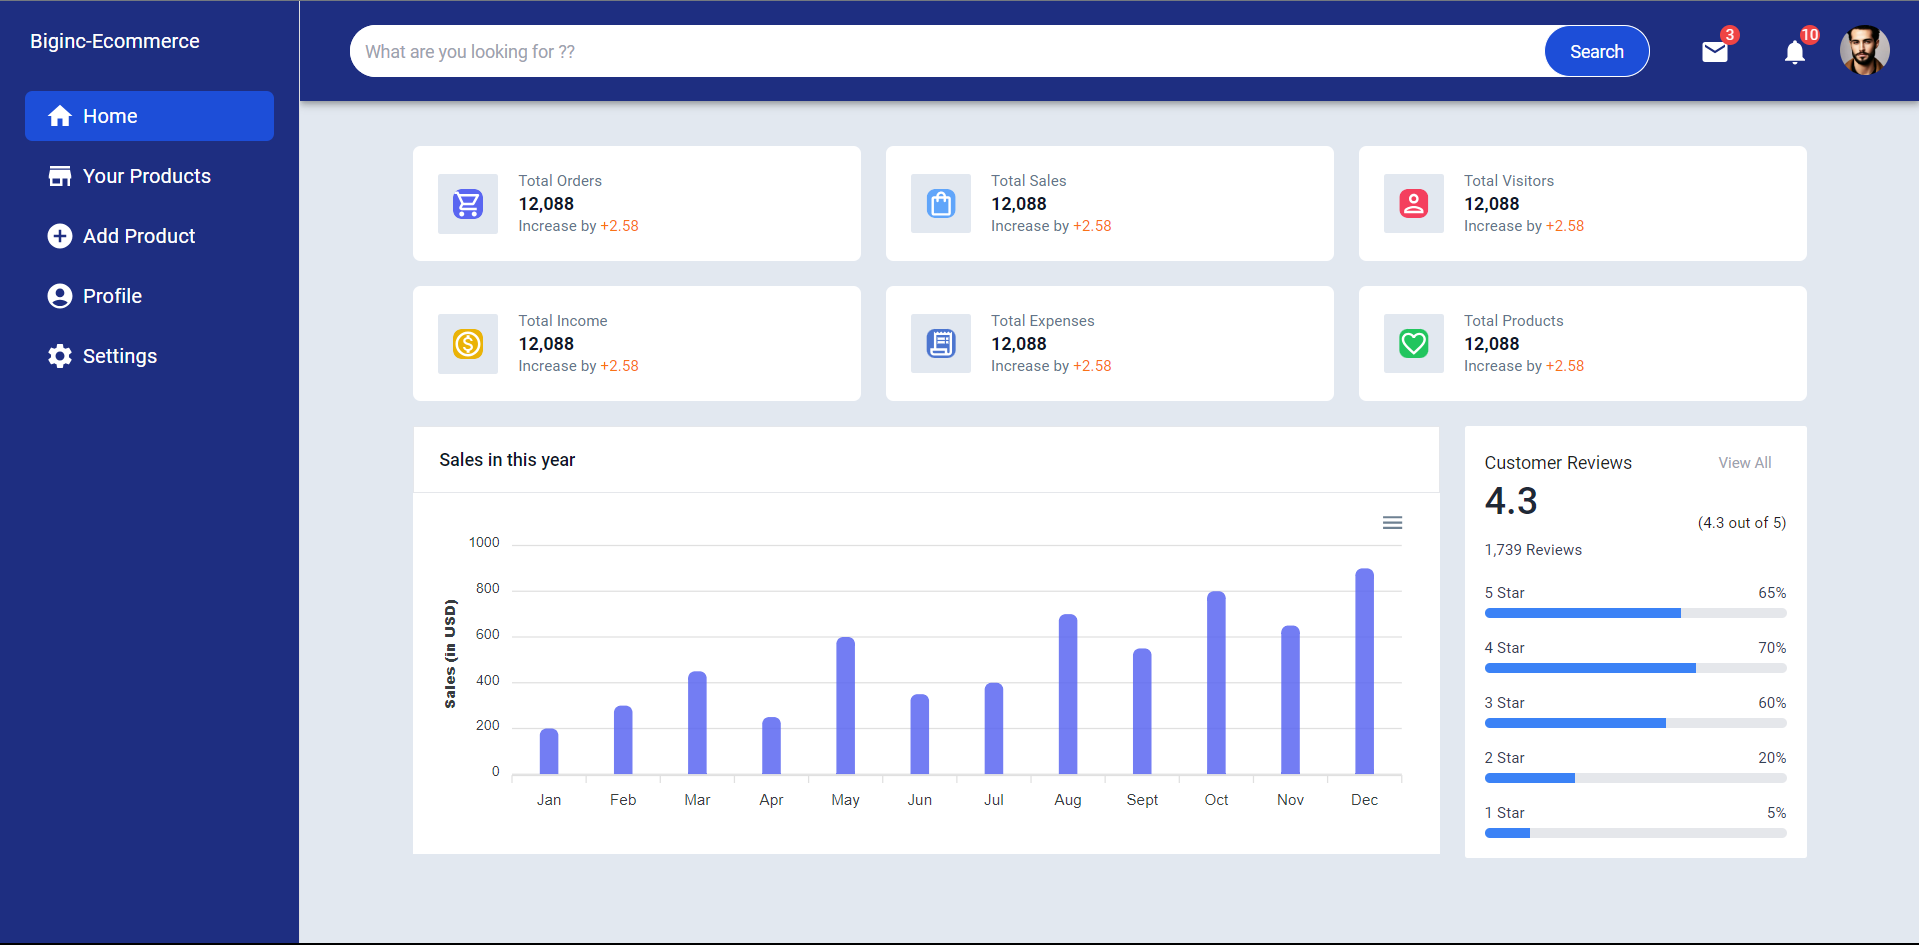 Biginc-Ecommerce
What are you looking for ??
Search
3
10
Home
Your Products
Add Product
Profile
Settings
Total Orders
12,088
Increase by +2.58
Total Sales
12,088
Increase by +2.58
Total Visitors
12,088
Increase by +2.58
Total Income
12,088
Increase by +2.58
Total Expenses
12,088
Increase by +2.58
Total Products
12,088
Increase by +2.58
Sales in this year
Sales (in USD)
1000
800
600
400
200
0
Jan Feb Mar Apr May Jun Jul Aug Sept Oct Nov Dec
Customer Reviews View All
4.3
(4.3 out of 5)
1,739 Reviews
5 Star 65%
4 Star 70%
3 Star 60%
2 Star 20%
1 Star 5%